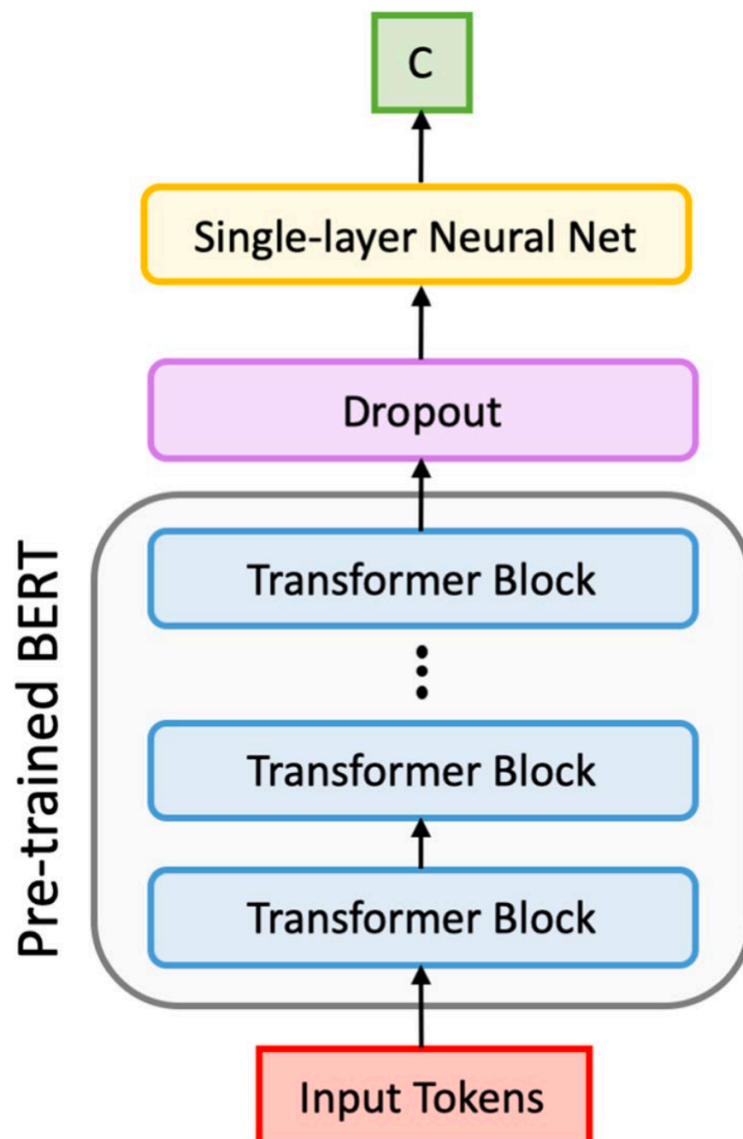 C
Single-layer Neural Net
Dropout
Pre-trained BERT
Transformer Block
Transformer Block
Transformer Block
Input Tokens